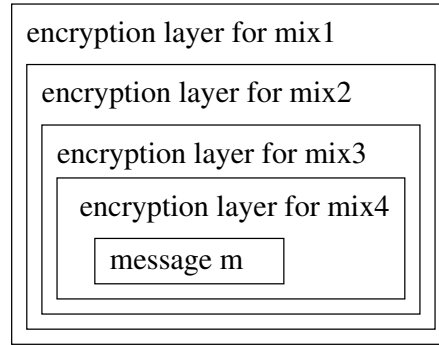 encryption layer for mix1
encryption layer for mix2
encryption layer for mix3
encryption layer for mix4
message m